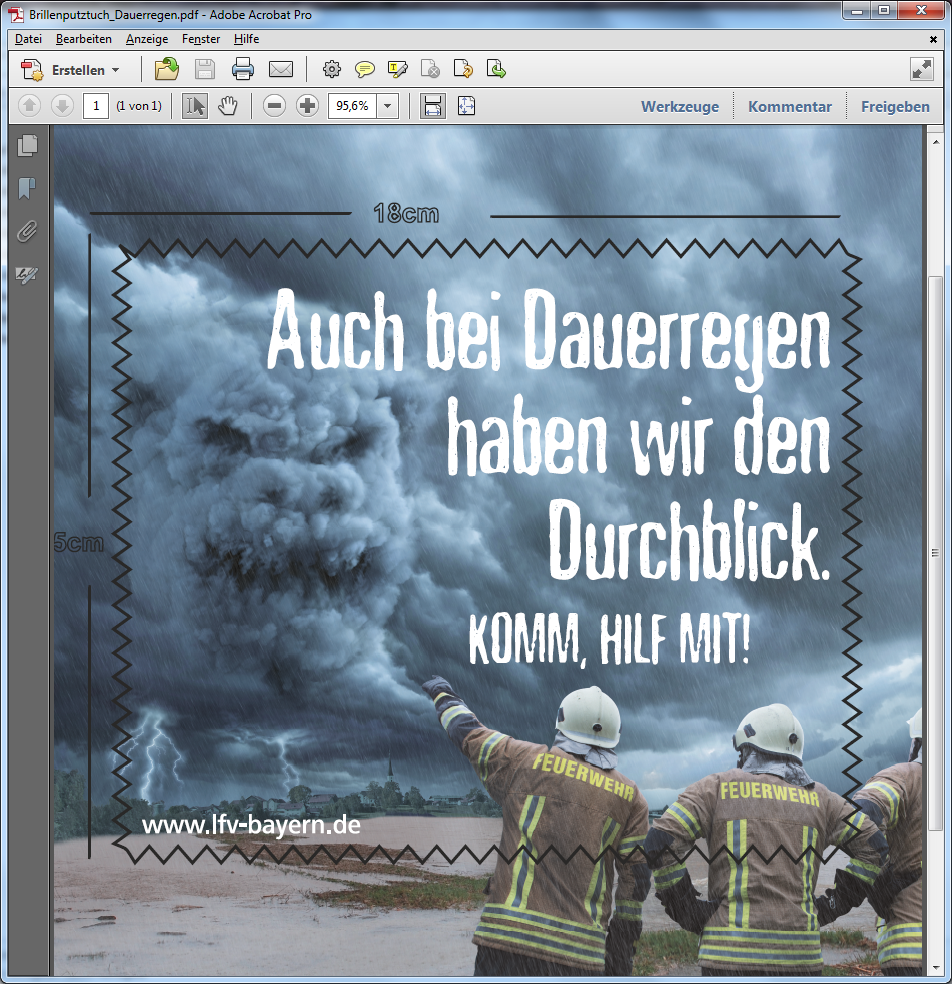 Brillenputztuch_Dauerregen.pdf - Adobe Acrobat Pro
Datei Bearbeiten Anzeige Fenster Hilfe
Erstellen
1 (1 von 1) 95,6% Werkzeuge Kommentar Freigeben
18cm
Auch bei Dauerregen
haben wir den
Durchblick.
5cm
KOMM, HILF MIT!
FEUERWEHR
FEUERWEHR
www.lfv-bayern.de